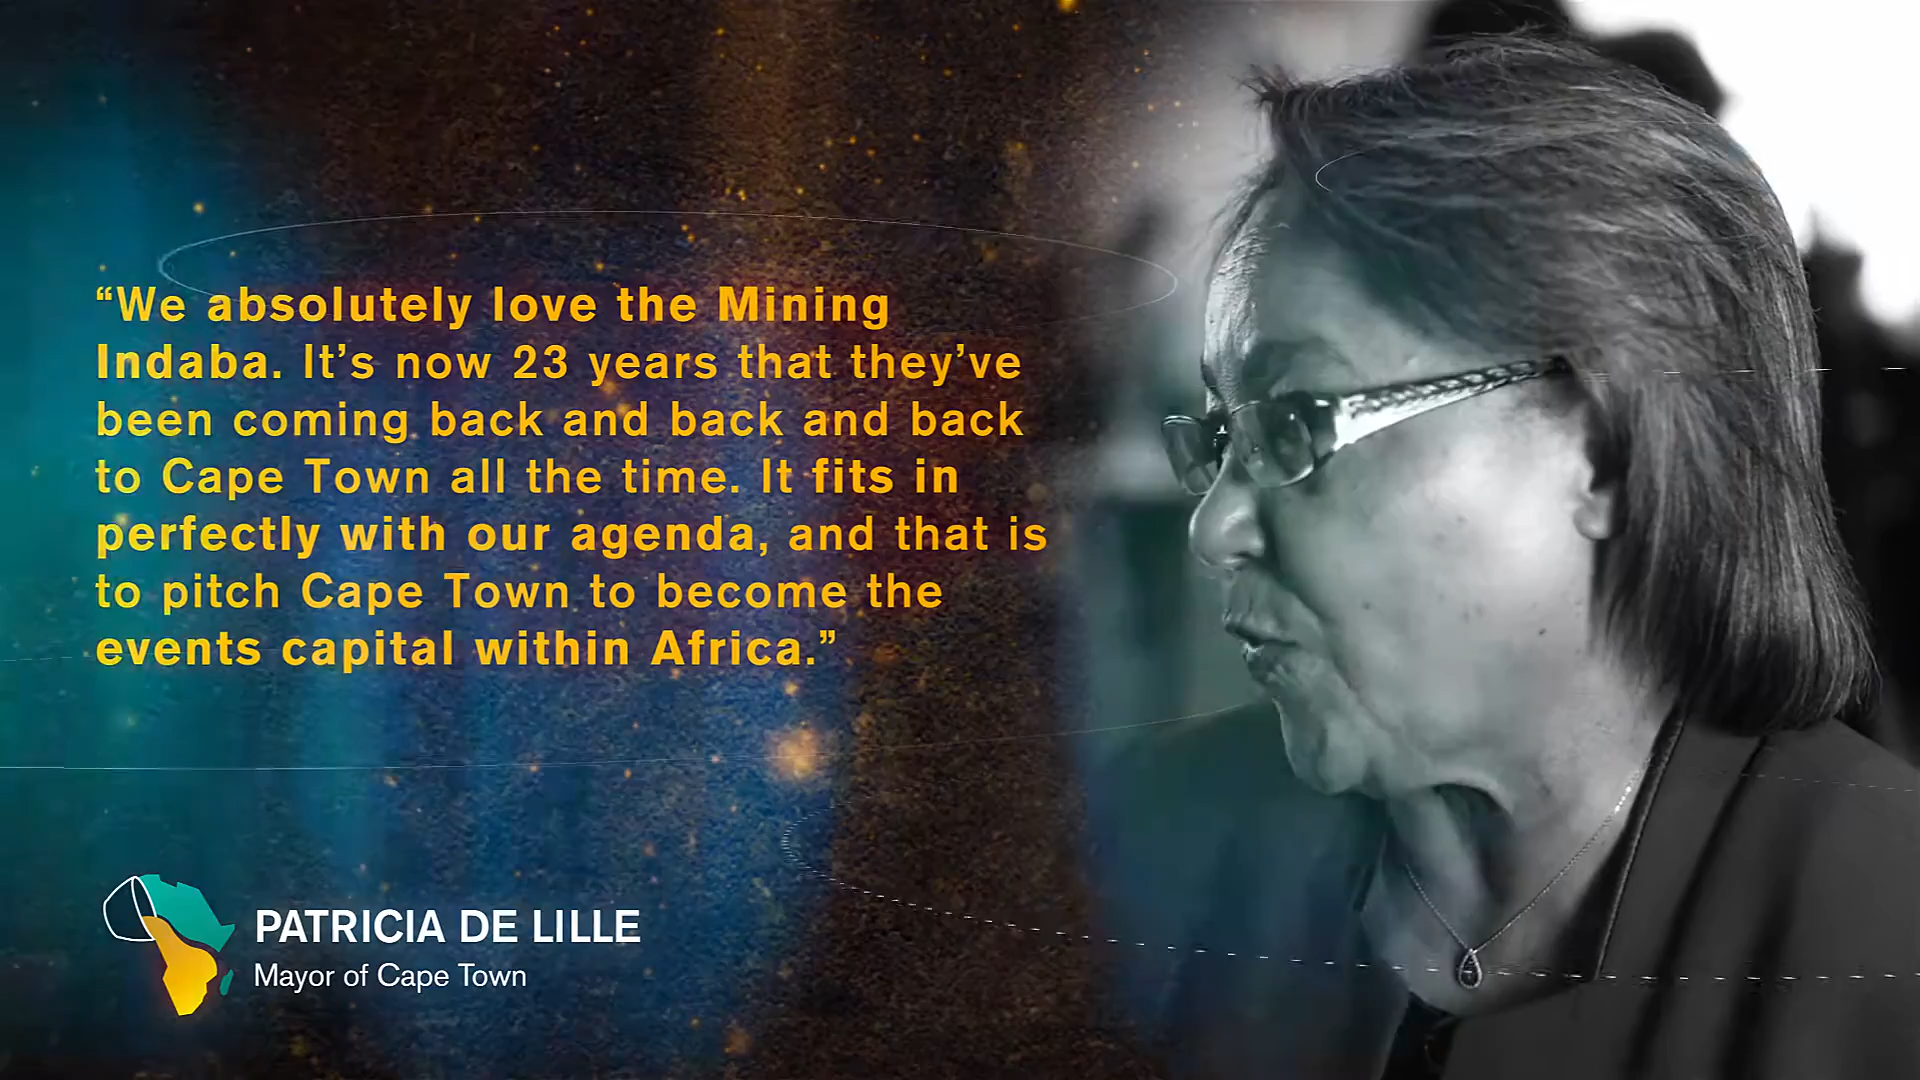 “We absolutely love the Mining
Indaba. It’s now 23 years that they’ve
been coming back and back and back
to Cape Town all the time. It fits in
perfectly with our agenda, and that is
to pitch Cape Town to become the
events capital within Africa.”
PATRICIA DE LILLE
Mayor of Cape Town